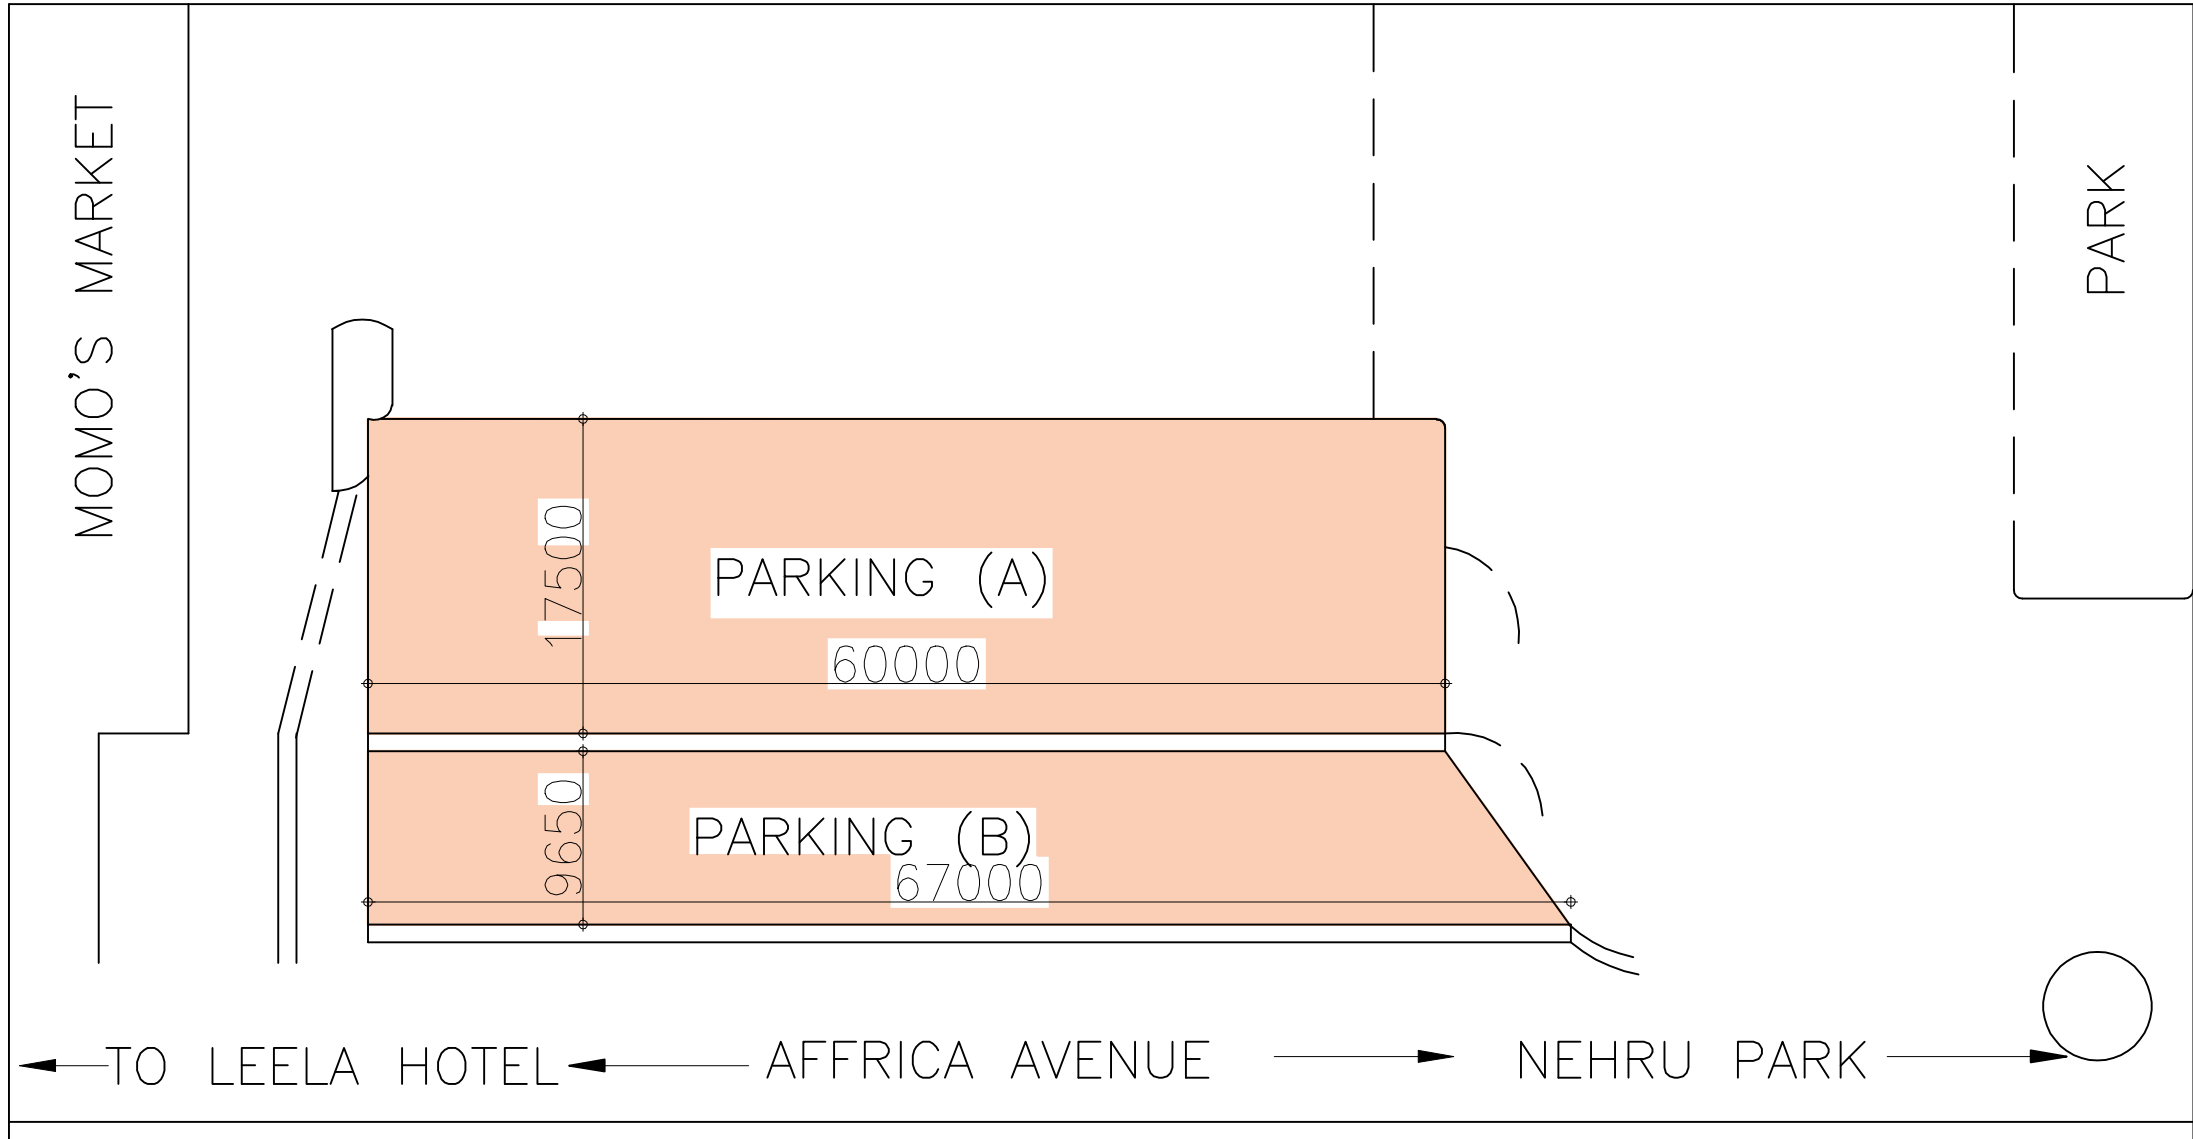 MOMO'S MARKET
PARK
17500
PARKING (A)
60000
9650
PARKING (B)
67000
TO LEELA HOTEL
AFFRICA AVENUE
NEHRU PARK